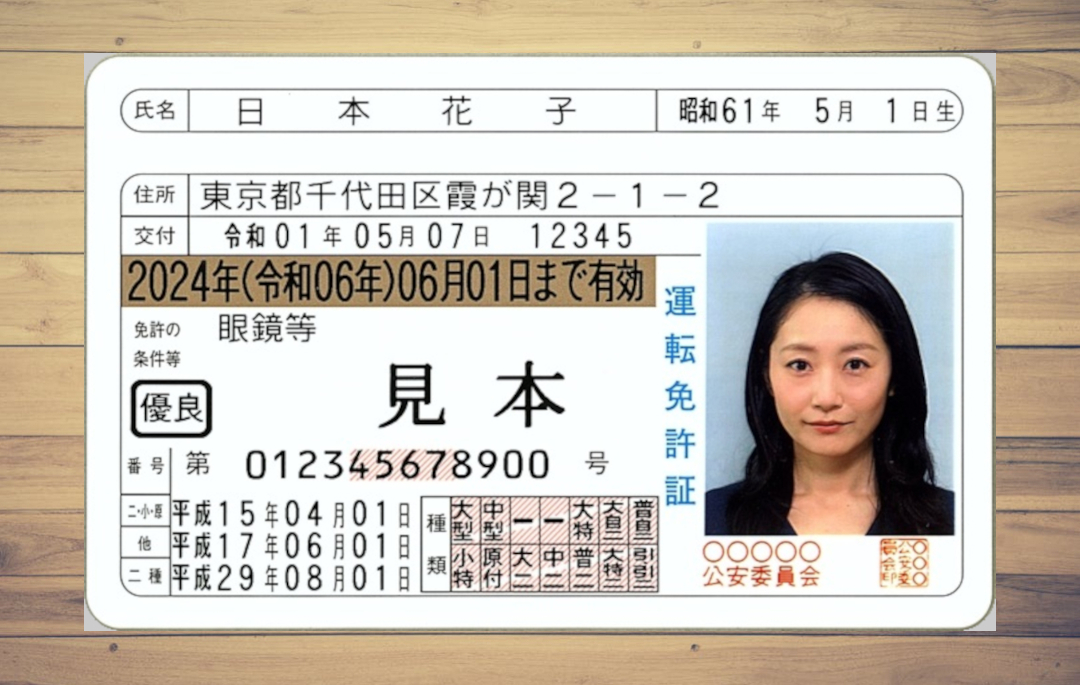 氏名 日本花子 昭和61年 5月 1日生
住所 東京都千代田区霞が関2-1-2
交付 令和01年05月07日 12345
2024年(令和06年)06月01日まで有効
免許の
条件等
眼鏡等
見本
優良
番号 第 012345678900 号
二・小・原 平成15年04月01日
他 平成17年06月01日
二種 平成29年08月01日
種類
大型 中型 ー ー 大特 大自二 普自二
小特 原付 大二 中二 普二 大特二 引引二
運転免許証
○○○○○
公安委員会